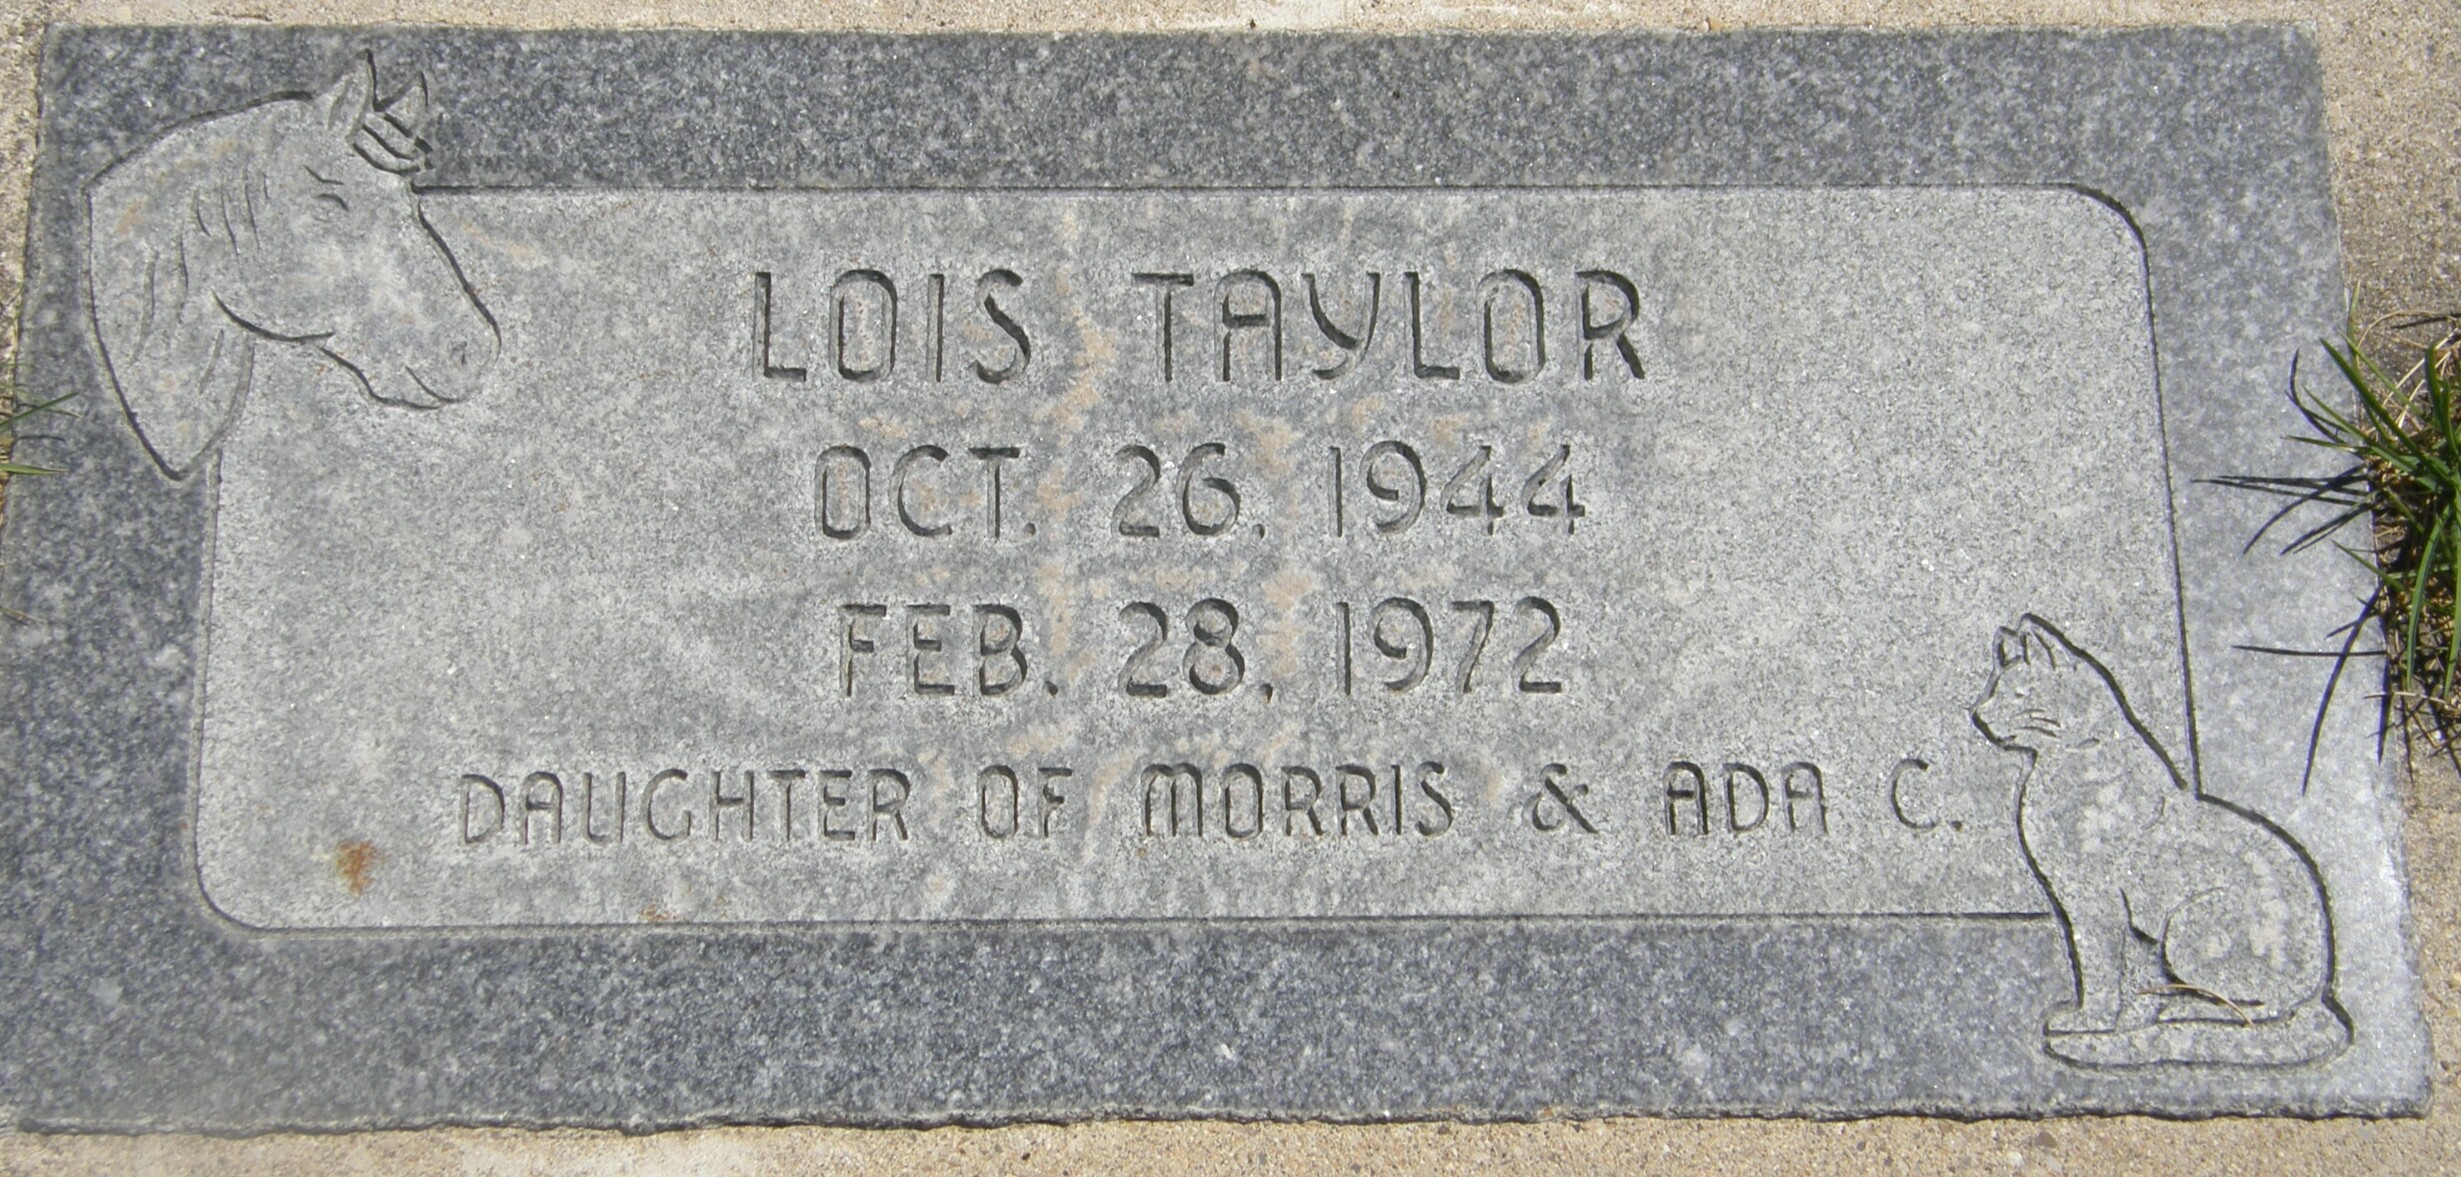 LOIS TAYLOR
OCT. 26, 1944
FEB. 28, 1972
DAUGHTER OF MORRIS & ADA C.